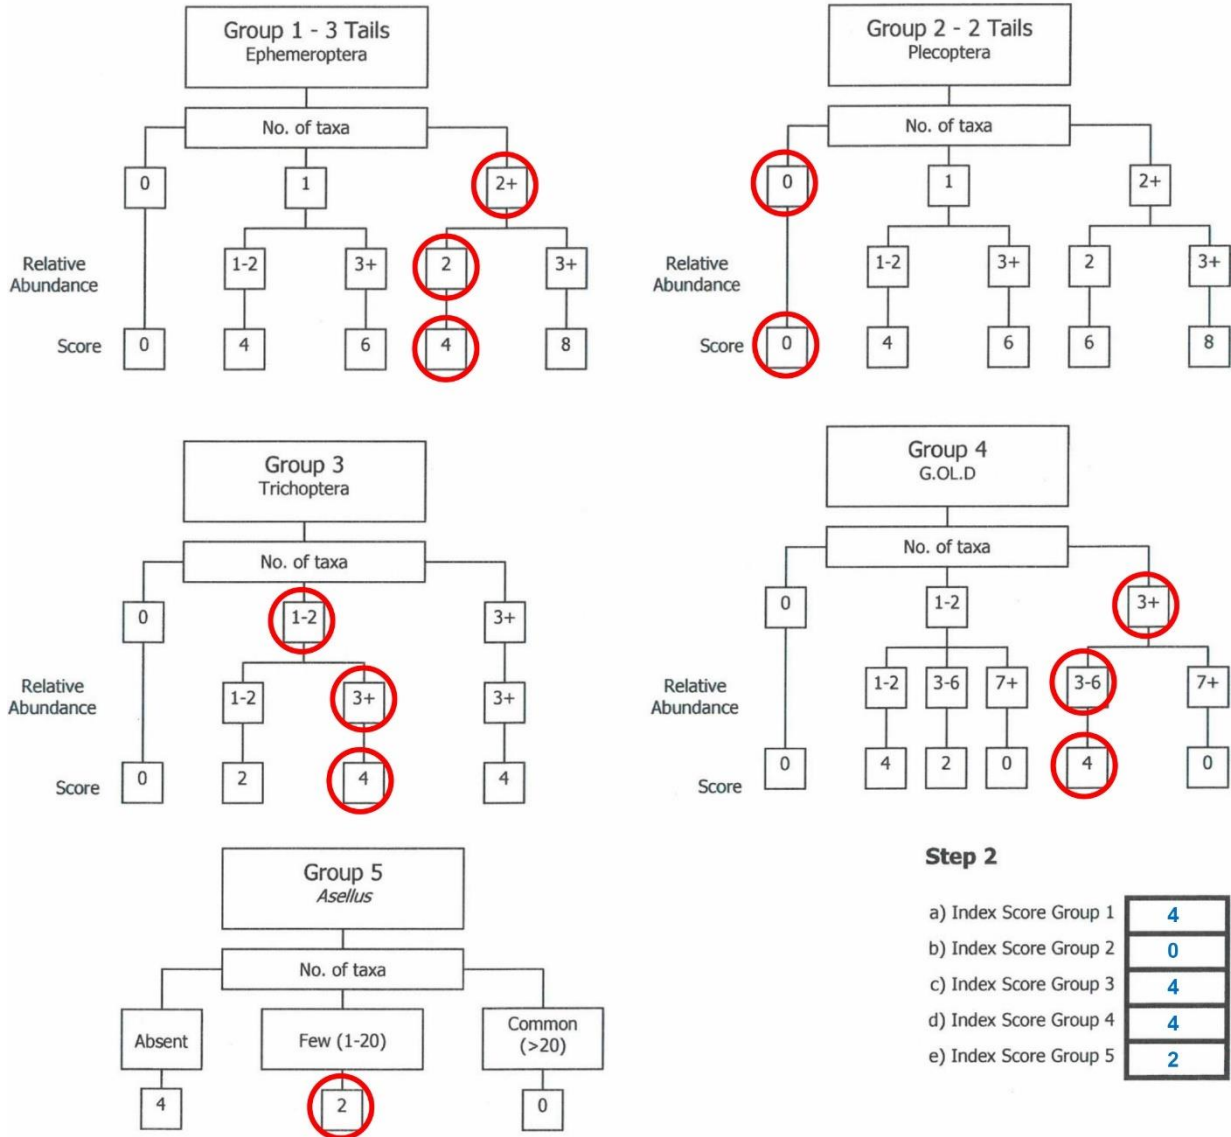 Group 1 - 3 Tails
Ephemeroptera
No. of taxa
0
1
2+
Relative
Abundance
1-2
3+
2
3+
Score
0
4
6
4
8
Group 2 - 2 Tails
Plecoptera
No. of taxa
0
1
2+
Relative
Abundance
1-2
3+
2
3+
Score
0
4
6
6
8
Group 3
Trichoptera
No. of taxa
0
1-2
3+
Relative
Abundance
1-2
3+
3+
Score
0
2
4
4
Group 4
G.OL.D
No. of taxa
0
1-2
3+
Relative
Abundance
1-2
3-6
7+
3-6
7+
Score
0
4
2
0
4
0
Group 5
Asellus
No. of taxa
Absent
Few (1-20)
Common
(>20)
4
2
0
Step 2
a) Index Score Group 1 4
b) Index Score Group 2 0
c) Index Score Group 3 4
d) Index Score Group 4 4
e) Index Score Group 5 2